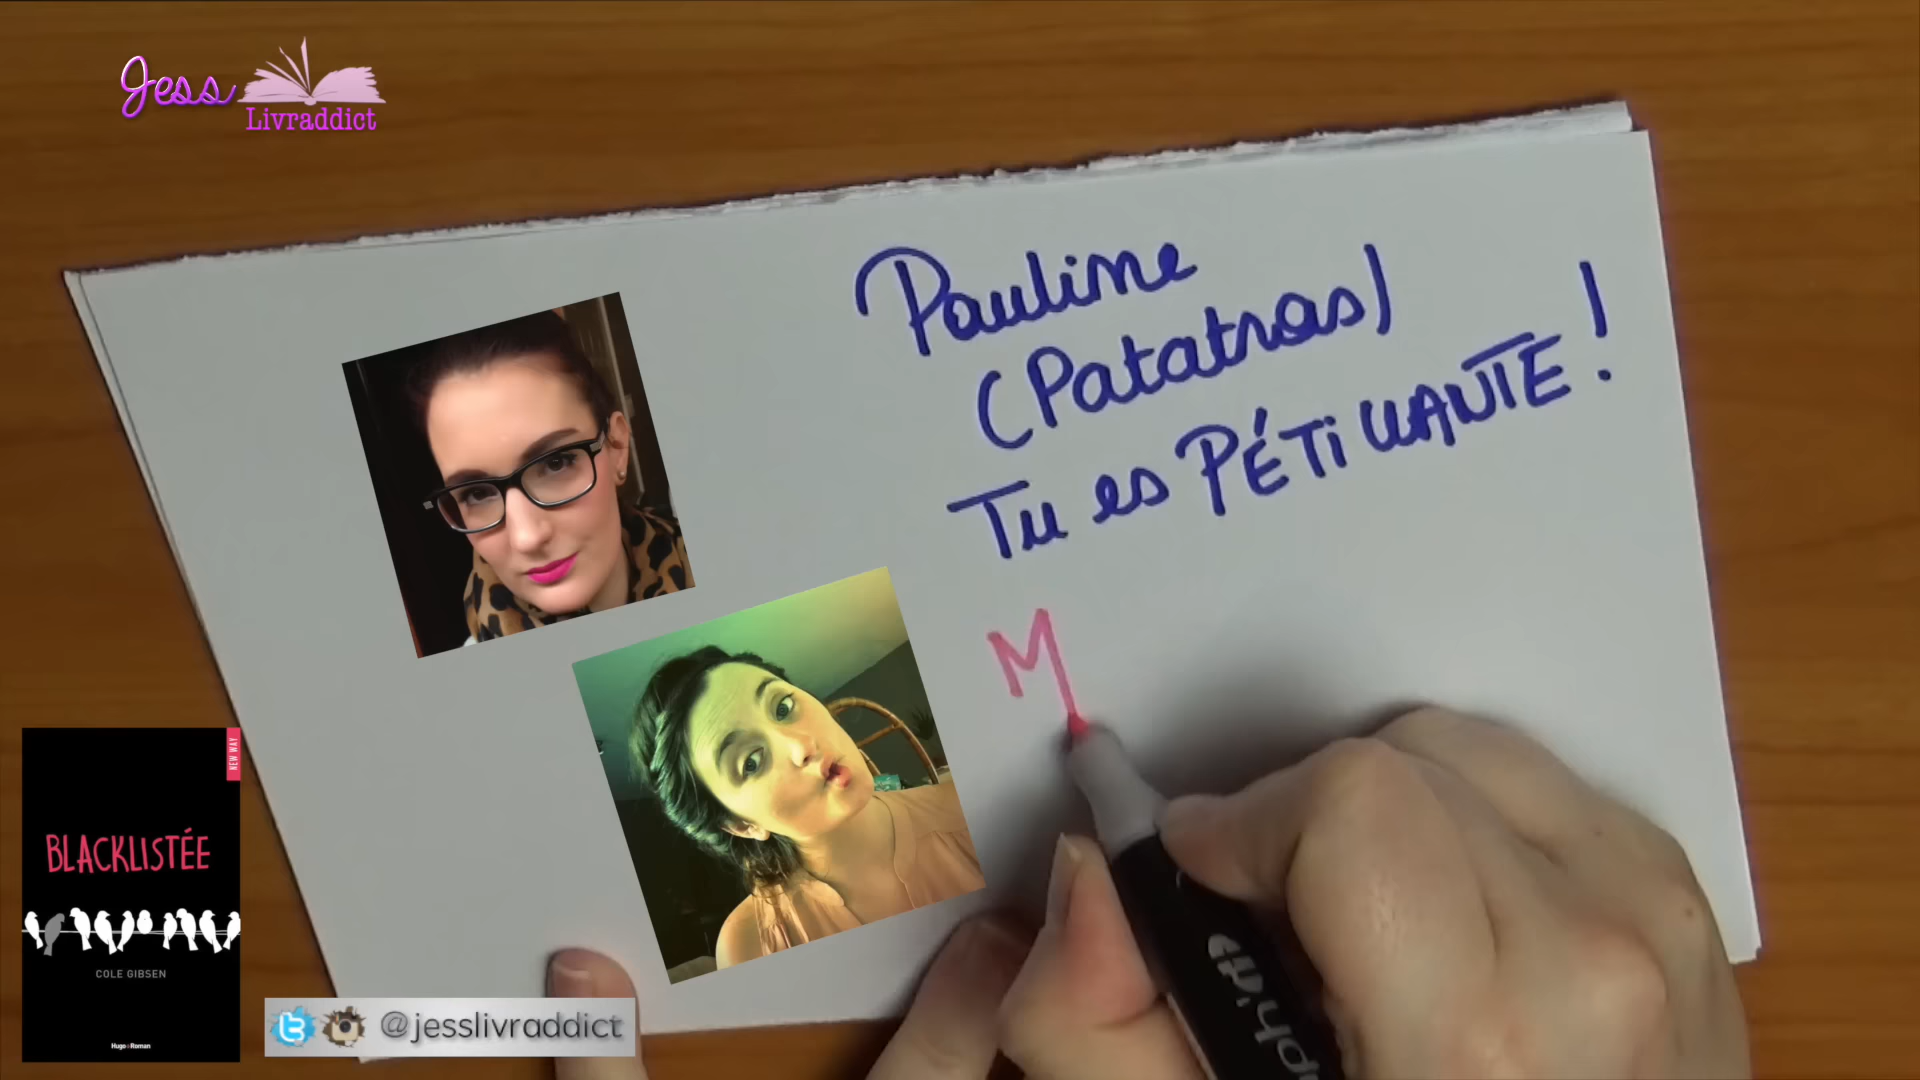 Jess
Livraddict
Pauline
(Patatras)
Tu es PÉTILLANTE !
M
NEW WAY
BLACKLISTÉE
COLE GIBSEN
Hugo Roman
@jesslivraddict